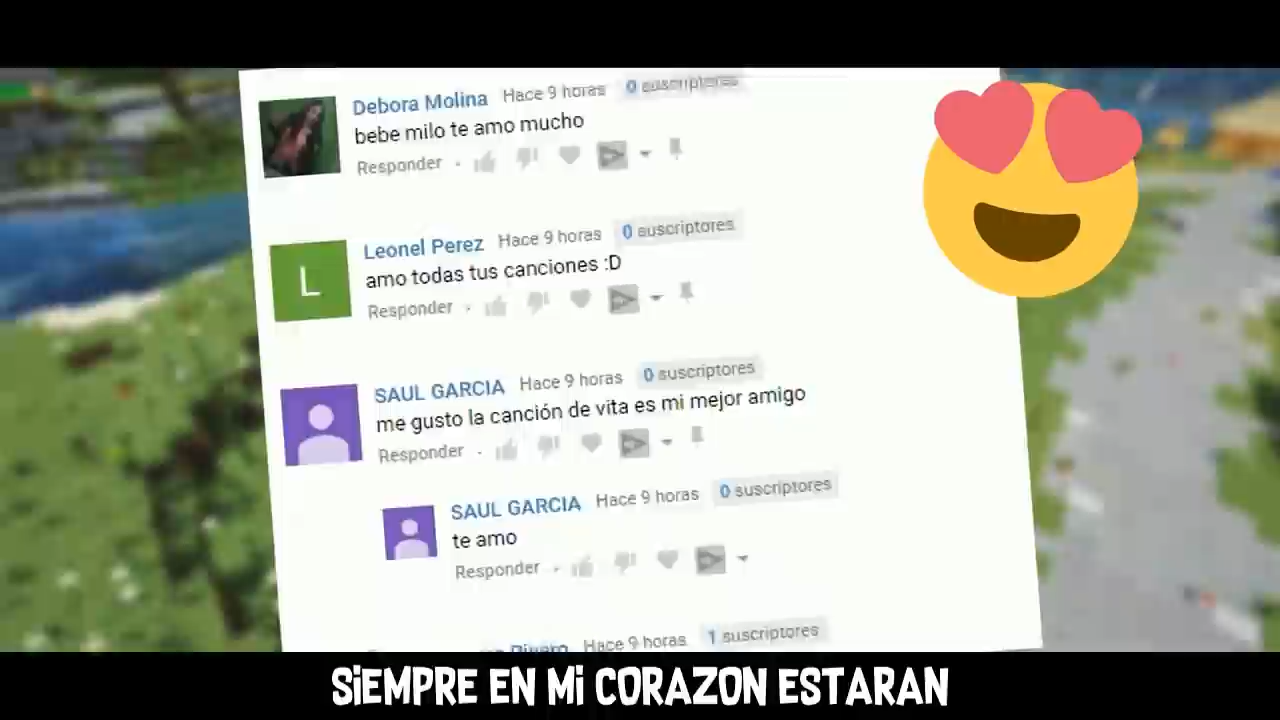 Debora Molina Hace 9 horas 0 suscriptores
bebe milo te amo mucho
Responder
L
Leonel Perez Hace 9 horas 0 suscriptores
amo todas tus canciones :D
Responder
SAUL GARCIA Hace 9 horas 0 suscriptores
me gusto la canción de vita es mi mejor amigo
Responder
SAUL GARCIA Hace 9 horas 0 suscriptores
te amo
Responder
Hace 9 horas 1 suscriptores
SIEMPRE EN MI CORAZON ESTARAN